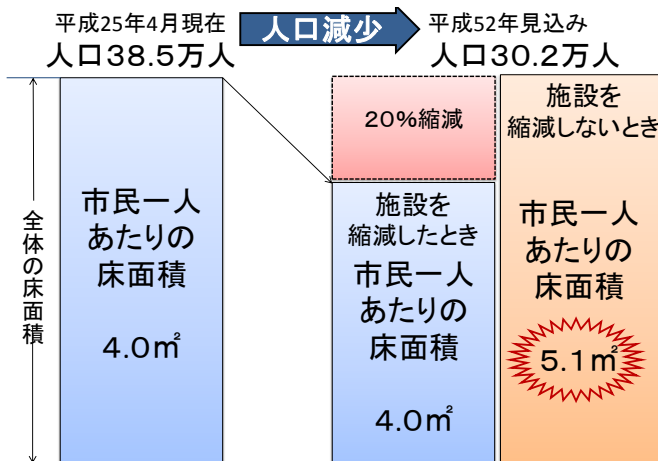 平成25年4月現在
人口38.5万人
人口減少
平成52年見込み
人口30.2万人
全体の床面積
市民一人
あたりの
床面積
4.0㎡
20%縮減
施設を
縮減したとき
市民一人
あたりの
床面積
4.0㎡
施設を
縮減しないとき
市民一人
あたりの
床面積
5.1㎡